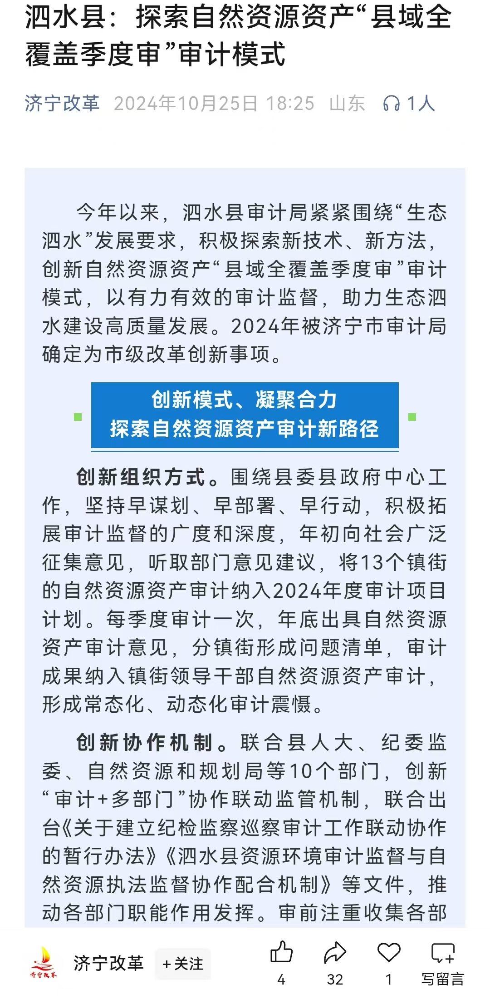 泗水县：探索自然资源资产“县域全
覆盖季度审”审计模式
济宁改革 2024年10月25日 18:25 山东 1人
今年以来，泗水县审计局紧紧围绕“生态
泗水”发展要求，积极探索新技术、新方法，
创新自然资源资产“县域全覆盖季度审”审计
模式，以有力有效的审计监督，助力生态泗
水建设高质量发展。2024年被济宁市审计局
确定为市级改革创新事项。
创新模式、凝聚合力
探索自然资源资产审计新路径
创新组织方式。围绕县委县政府中心工
作，坚持早谋划、早部署、早行动，积极拓
展审计监督的广度和深度，年初向社会广泛
征集意见，听取部门意见建议，将13个镇街
的自然资源资产审计纳入2024年度审计项目
计划。每季度审计一次，年底出具自然资源
资产审计意见，分镇街形成问题清单，审计
成果纳入镇街领导干部自然资源资产审计，
形成常态化、动态化审计震慑。
创新协作机制。联合县人大、纪委监
委、自然资源和规划局等10个部门，创新
“审计+多部门”协作联动监管机制，联合出
台《关于建立纪检监察巡察审计工作联动协作
的暂行办法》《泗水县资源环境审计监督与自
然资源执法监督协作配合机制》等文件，推
动各部门职能作用发挥。审前注重收集各部
济宁改革
济宁改革 +关注
4 32 1 写留言